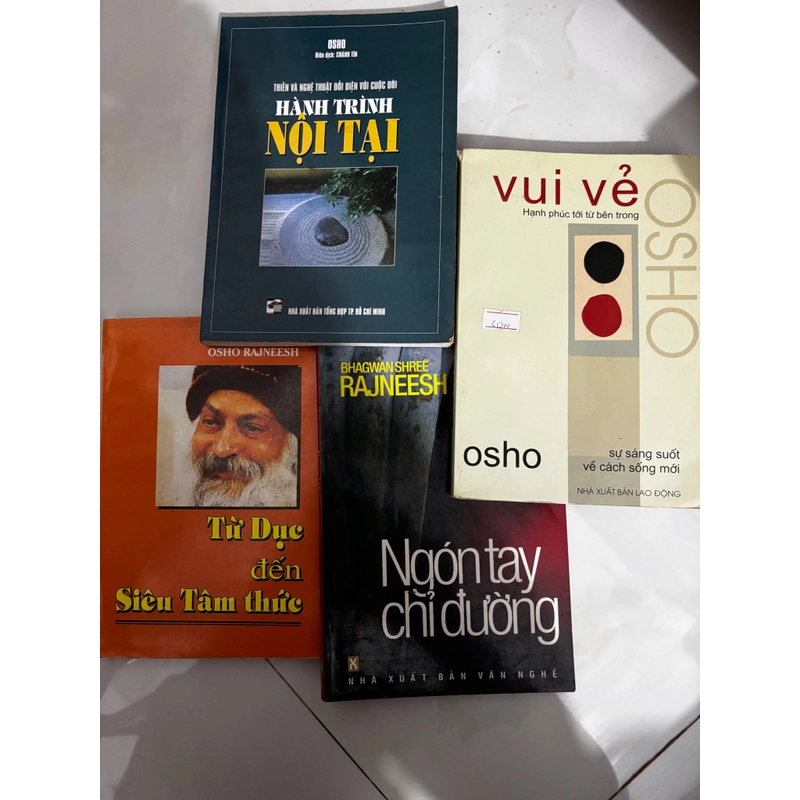 OSHO
Biên dịch: CHÁNH TÍN
THIỀN VÀ NGHỆ THUẬT ĐỐI DIỆN VỚI CUỘC ĐỜI
HÀNH TRÌNH
NỘI TẠI
NHÀ XUẤT BẢN TỔNG HỢP TP. HỒ CHÍ MINH
vui vẻ
Hạnh phúc tới từ bên trong
OSHO
osho
sự sáng suốt
về cách sống mới
NHÀ XUẤT BẢN LAO ĐỘNG
OSHO RAJNEESH
Từ Dục
đến
Siêu Tâm thức
BHAGWAN SHREE
RAJNEESH
Ngón tay
chỉ đường
NHÀ XUẤT BẢN VĂN NGHỆ